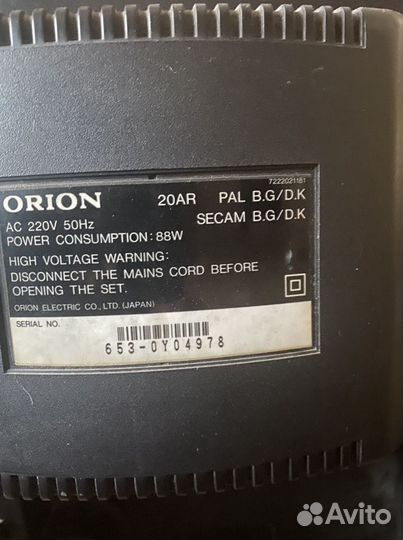 7222021181
ORION 20AR PAL B.G/D.K
SECAM B.G/D.K
AC 220V 50Hz
POWER CONSUMPTION: 88W
HIGH VOLTAGE WARNING:
DISCONNECT THE MAINS CORD BEFORE
OPENING THE SET.
ORION ELECTRIC CO., LTD. (JAPAN)
SERIAL NO.
653-0Y04978
Avito